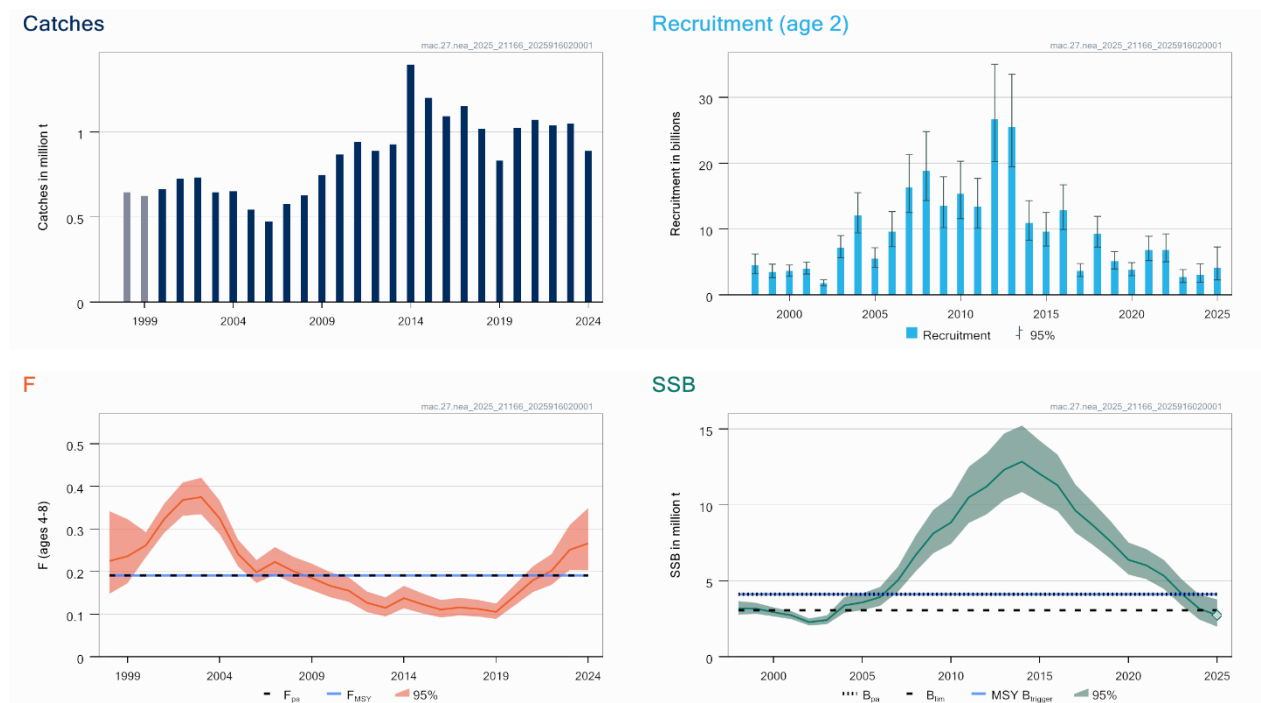 Catches
mac.27.nea_2025_21166_2025916020001
Catches in million t
1
0.5
0
1999 2004 2009 2014 2019 2024
Recruitment (age 2)
mac.27.nea_2025_21166_2025916020001
Recruitment in billions
30
20
10
0
2000 2005 2010 2015 2020 2025
Recruitment 95%
F
mac.27.nea_2025_21166_2025916020001
F (ages 4-8)
0.5
0.4
0.3
0.2
0.1
0
1999 2004 2009 2014 2019 2024
Fpa FMSY 95%
SSB
mac.27.nea_2025_21166_2025916020001
SSB in million t
15
10
5
0
2000 2005 2010 2015 2020 2025
Bpa Blim MSY Btrigger 95%